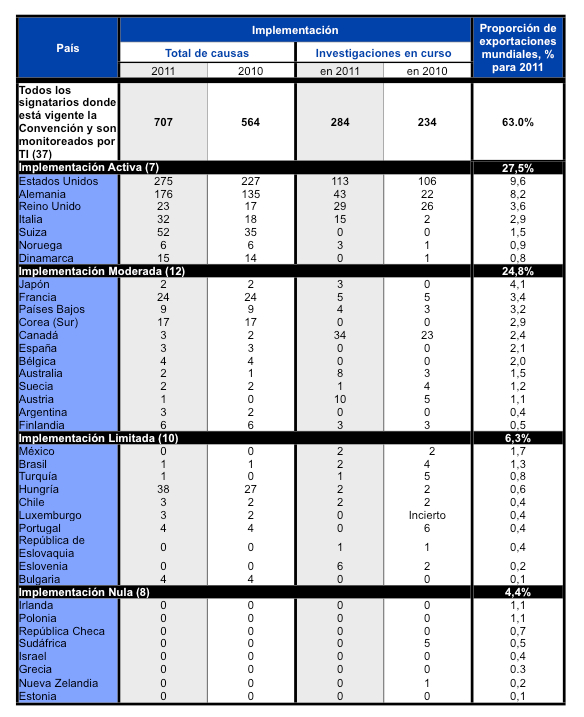 País
Implementación
Proporción de
exportaciones
mundiales, %
para 2011
Total de causas
Investigaciones en curso
2011
2010
en 2011
en 2010
Todos los
signatarios donde
está vigente la
Convención y son
monitoreados por
TI (37)
707 564 284 234 63.0%
Implementación Activa (7) 27,5%
Estados Unidos 275 227 113 106 9,6
Alemania 176 135 43 22 8,2
Reino Unido 23 17 29 26 3,6
Italia 32 18 15 2 2,9
Suiza 52 35 0 0 1,5
Noruega 6 6 3 1 0,9
Dinamarca 15 14 0 1 0,8
Implementación Moderada (12) 24,8%
Japón 2 2 3 0 4,1
Francia 24 24 5 5 3,4
Países Bajos 9 9 4 3 3,2
Corea (Sur) 17 17 0 0 2,9
Canadá 3 2 34 23 2,4
España 3 3 0 0 2,1
Bélgica 4 4 0 0 2,0
Australia 2 1 8 3 1,5
Suecia 2 2 1 4 1,2
Austria 1 0 10 5 1,1
Argentina 3 2 0 0 0,4
Finlandia 6 6 3 3 0,5
Implementación Limitada (10) 6,3%
México 0 0 2 2 1,7
Brasil 1 1 2 4 1,3
Turquía 1 0 1 5 0,8
Hungría 38 27 2 2 0,6
Chile 3 2 2 2 0,4
Luxemburgo 3 2 0 Incierto 0,4
Portugal 4 4 0 6 0,4
República de
Eslovaquia 0 0 1 1 0,4
Eslovenia 0 0 6 2 0,2
Bulgaria 4 4 0 0 0,1
Implementación Nula (8) 4,4%
Irlanda 0 0 0 0 1,1
Polonia 0 0 0 0 1,1
República Checa 0 0 0 0 0,7
Sudáfrica 0 0 0 5 0,5
Israel 0 0 0 0 0,4
Grecia 0 0 0 0 0.3
Nueva Zelandia 0 0 0 1 0,2
Estonia 0 0 0 0 0,1